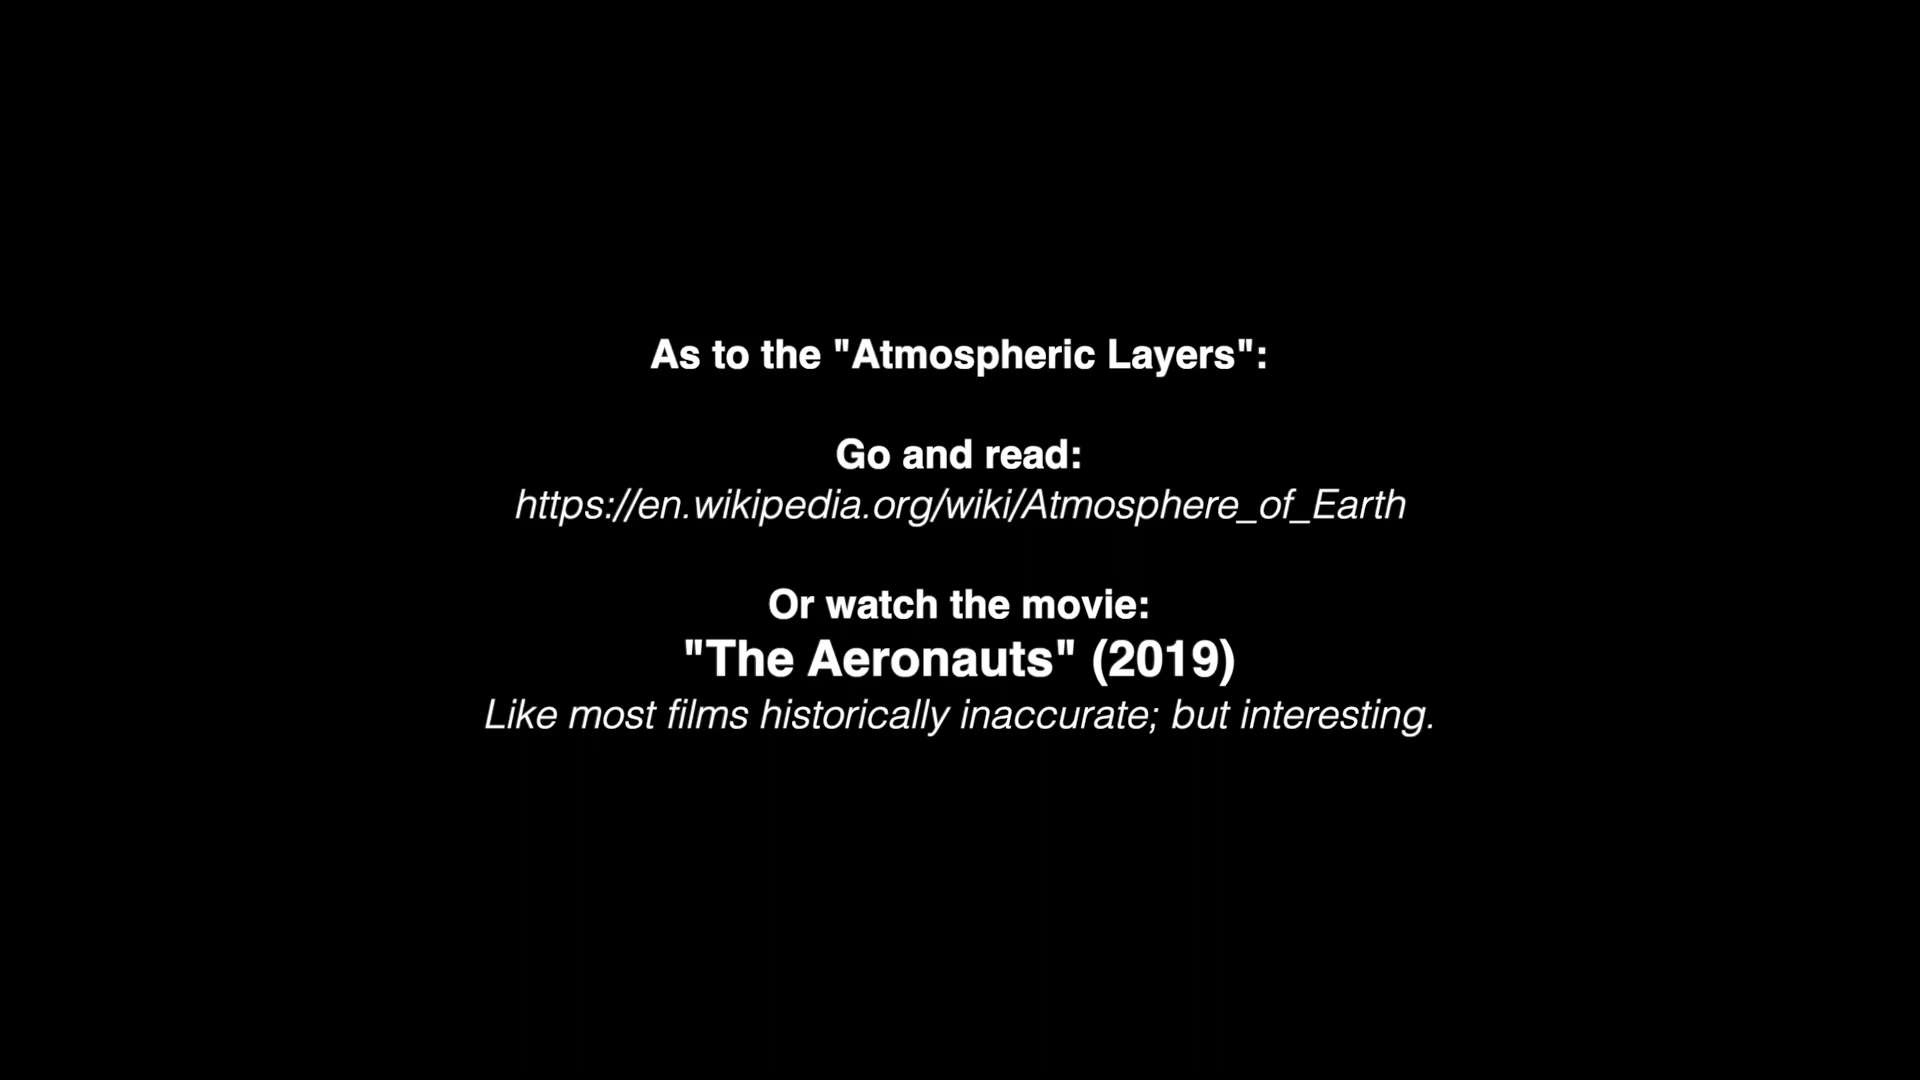 As to the "Atmospheric Layers":
Go and read:
https://en.wikipedia.org/wiki/Atmosphere_of_Earth
Or watch the movie:
"The Aeronauts" (2019)
Like most films historically inaccurate; but interesting.